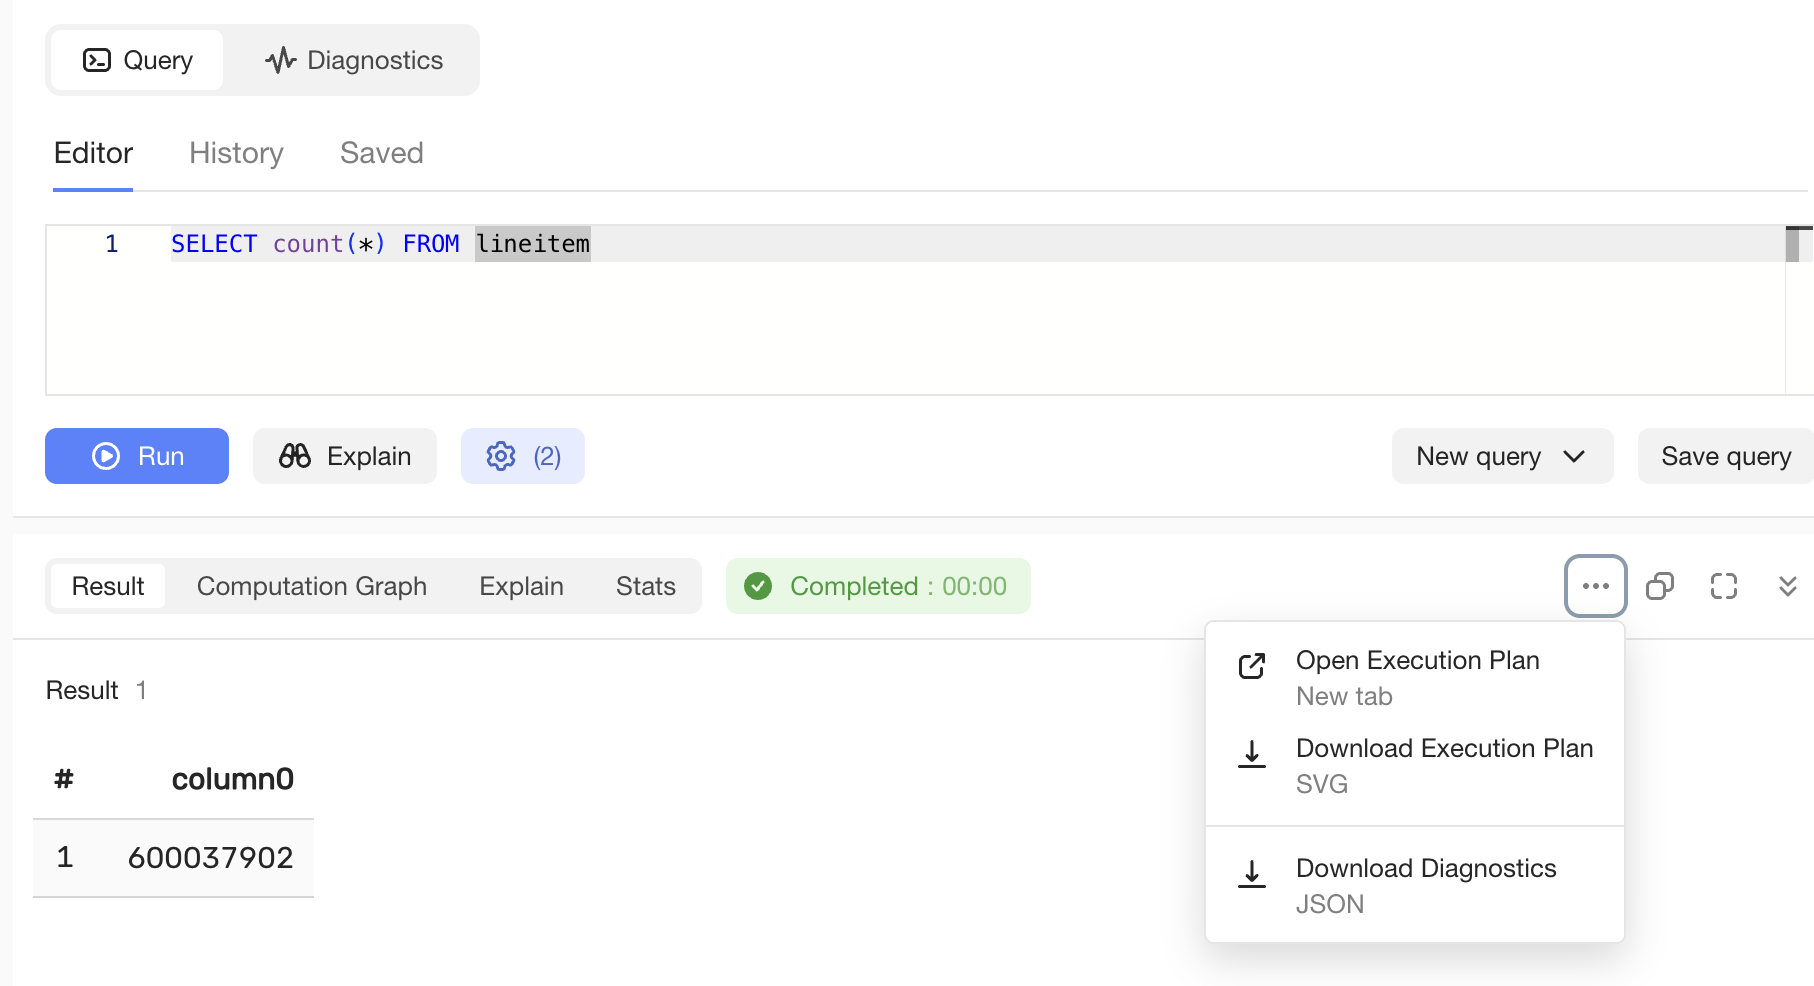 Query
Diagnostics
Editor
History
Saved
1 SELECT count(*) FROM lineitem
Run
Explain
(2)
New query
Save query
Result
Computation Graph
Explain
Stats
Completed : 00:00
Open Execution Plan
New tab
Download Execution Plan
SVG
Download Diagnostics
JSON
Result 1
# column0
1 600037902